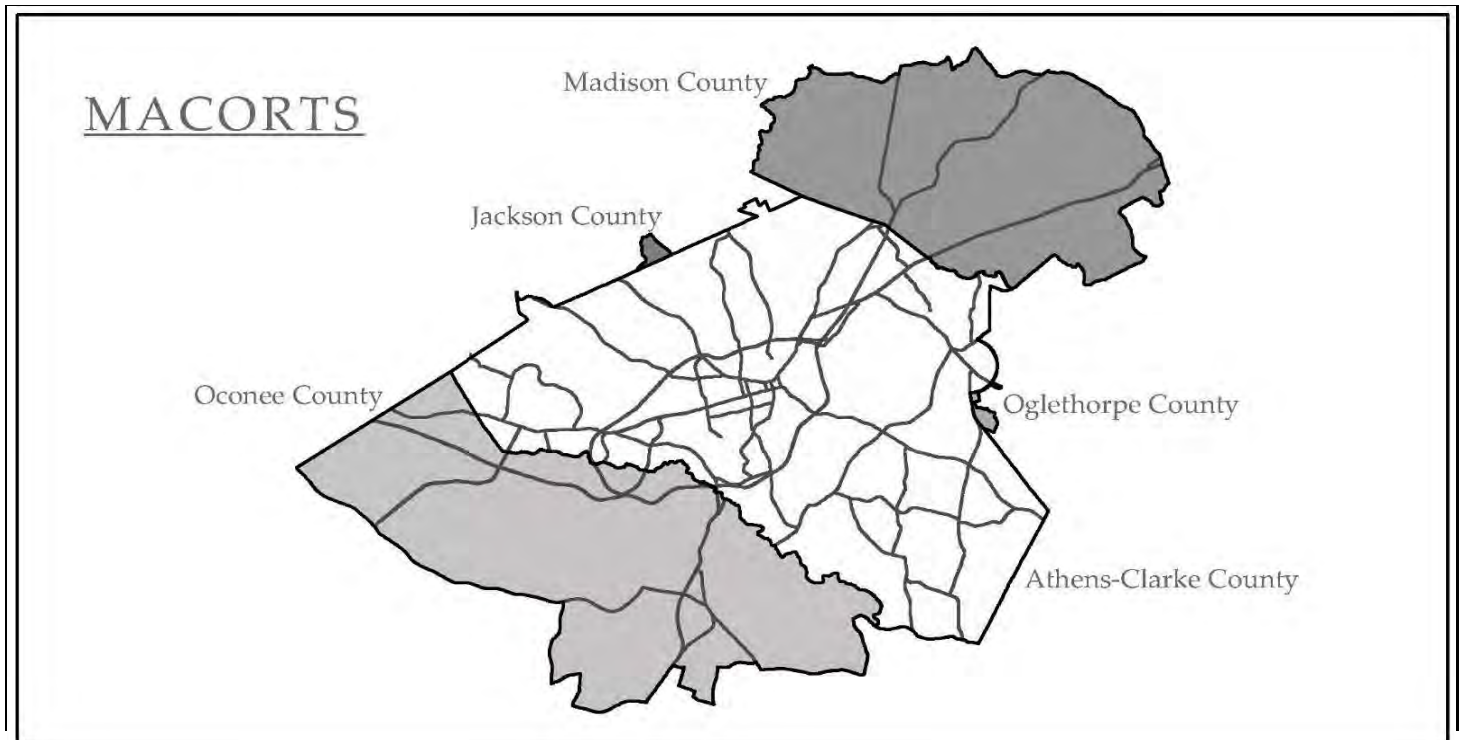 MACORTS
Madison County
Jackson County
Oconee County
Oglethorpe County
Athens-Clarke County